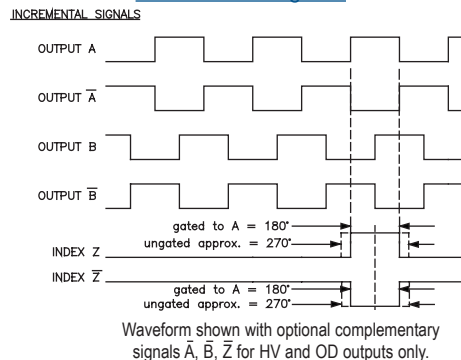 INCREMENTAL SIGNALS
OUTPUT A
OUTPUT A̅
OUTPUT B
OUTPUT B̅
gated to A = 180°
ungated approx. = 270°
INDEX Z
INDEX Z̅
gated to A = 180°
ungated approx. = 270°
Waveform shown with optional complementary
signals A̅, B̅, Z̅ for HV and OD outputs only.